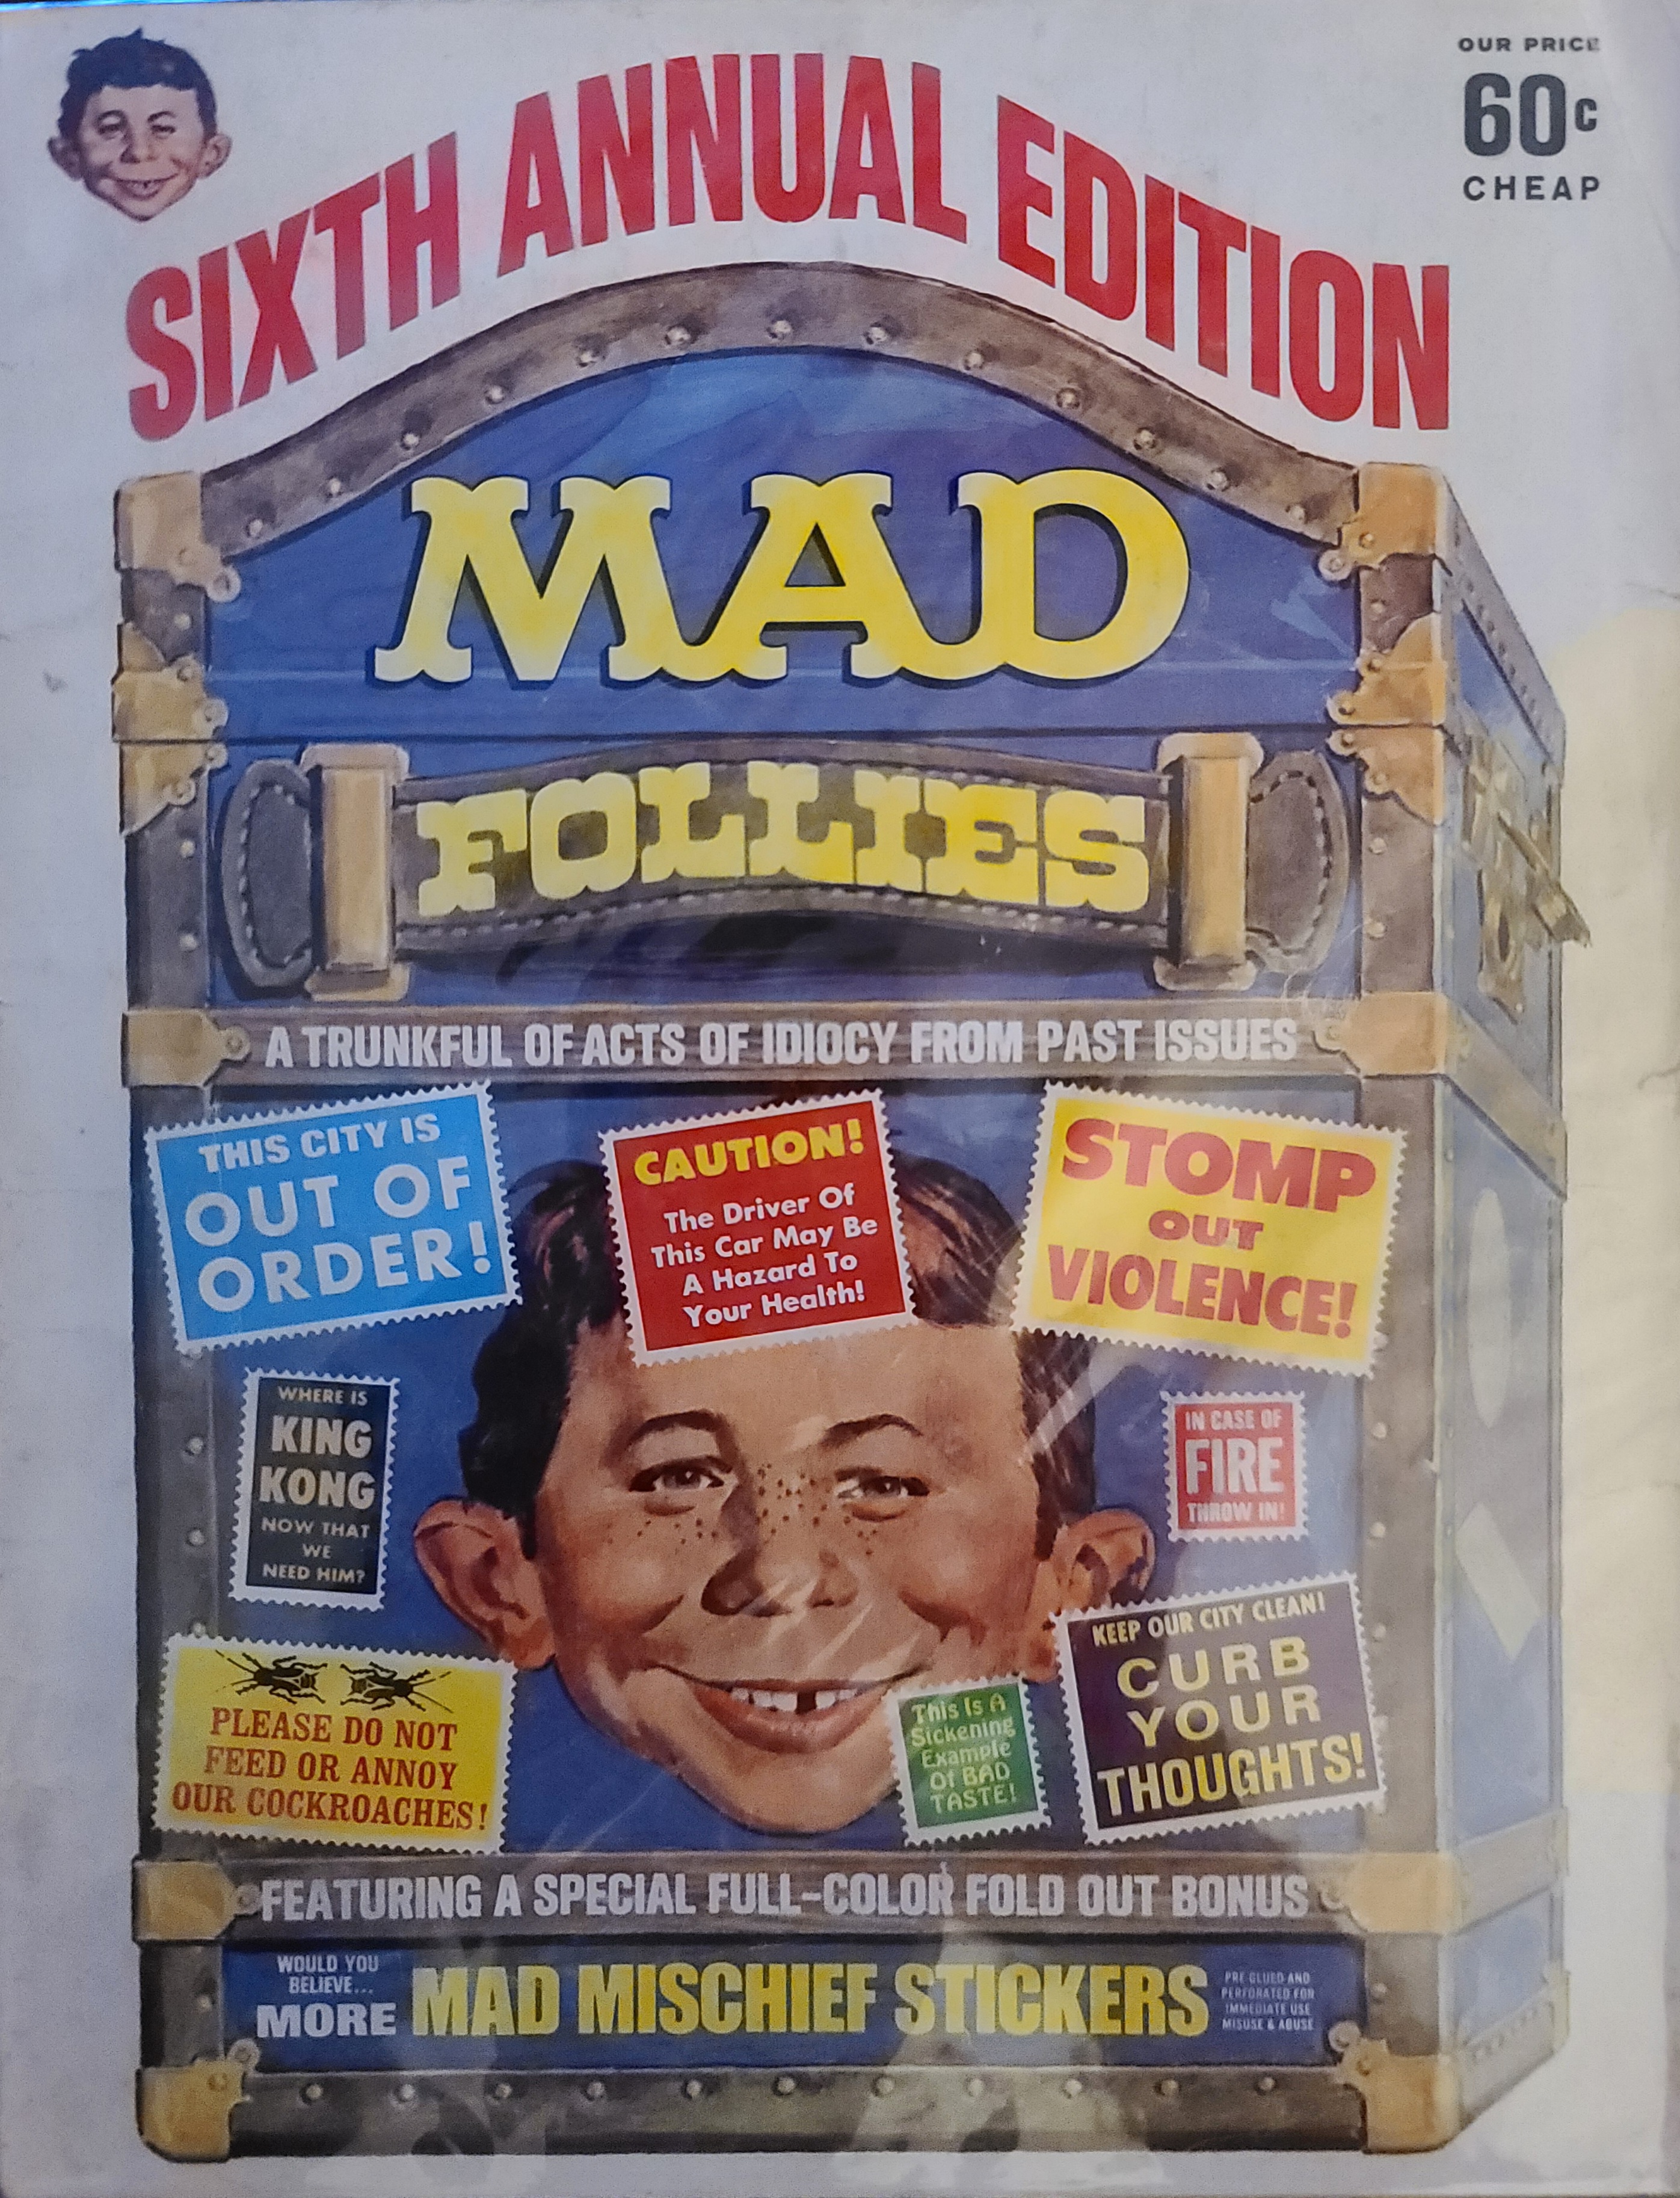 OUR PRICE
60c
CHEAP
SIXTH ANNUAL EDITION
MAD
FOLLIES
A TRUNKFUL OF ACTS OF IDIOCY FROM PAST ISSUES
THIS CITY IS
OUT OF
ORDER!
CAUTION!
The Driver Of
This Car May Be
A Hazard To
Your Health!
STOMP
OUT
VIOLENCE!
WHERE IS
KING
KONG
NOW THAT
WE
NEED HIM?
IN CASE OF
FIRE
THROW IN!
PLEASE DO NOT
FEED OR ANNOY
OUR COCKROACHES!
This Is A
Sickening
Example
Of BAD
TASTE!
KEEP OUR CITY CLEAN!
CURB
YOUR
THOUGHTS!
FEATURING A SPECIAL FULL-COLOR FOLD OUT BONUS
WOULD YOU
BELIEVE...
MORE
MAD MISCHIEF STICKERS
PRE-GLUED AND
PERFORATED FOR
IMMEDIATE USE
MISUSE & ABUSE